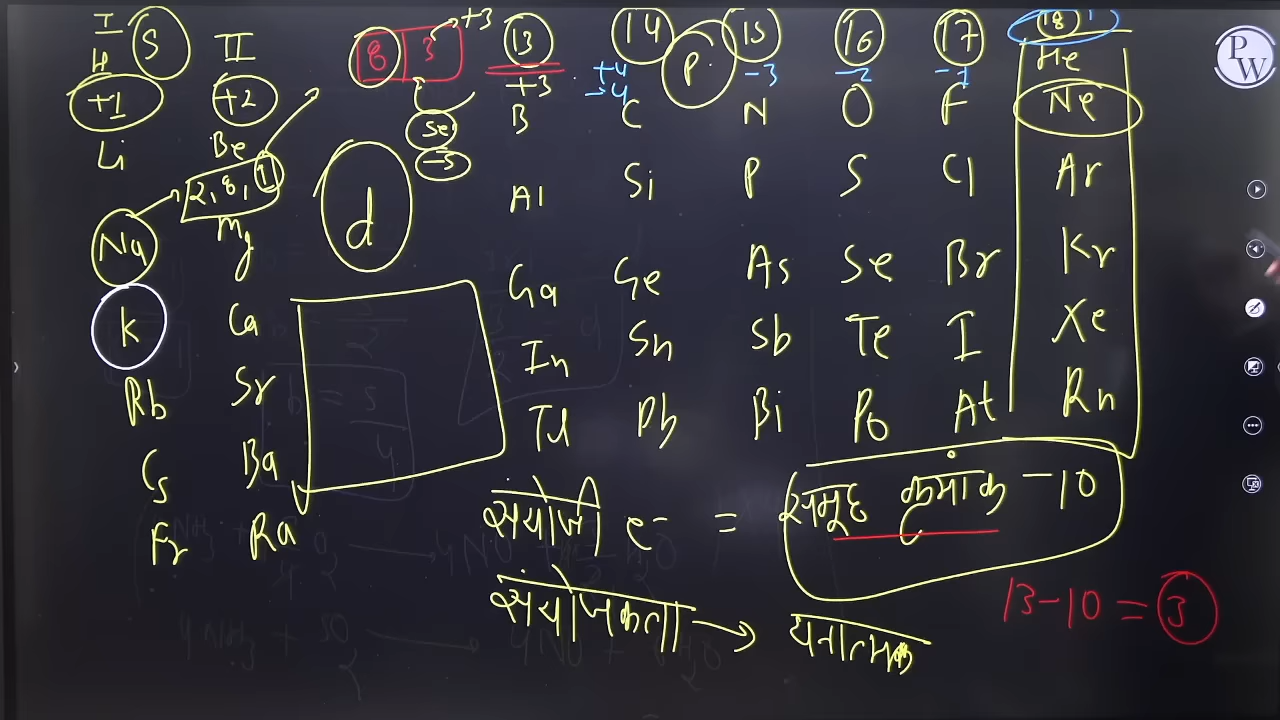 I S II 8 3 +3 13 14 P 15 16 17 18
H +3 +4 -4 -3 -2 -1 He
+1 +2 B C N O F Ne
Li Be
2, 8, 1 Al Si P S Cl Ar
Na Mg d
Ga Ge As Se Br Kr
K Ca In Sn Sb Te I Xe
Rb Sr Tl Pb Bi Po At Rn
Cs Ba
संयोजी e- = समूह क्रमांक -10
Fr Ra
संयोजकता → धनात्मक
13-10 = 3
PW